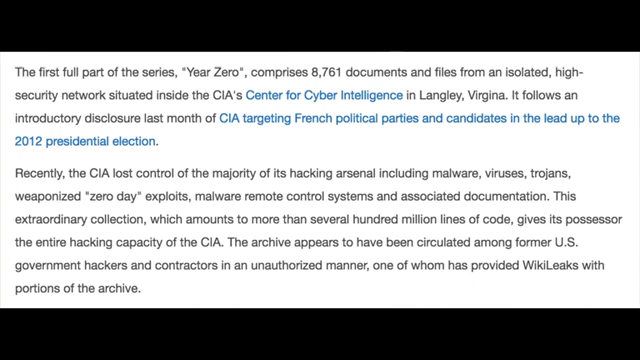 The first full part of the series, "Year Zero", comprises 8,761 documents and files from an isolated, high-
security network situated inside the CIA's Center for Cyber Intelligence in Langley, Virgina. It follows an
introductory disclosure last month of CIA targeting French political parties and candidates in the lead up to the
2012 presidential election.
Recently, the CIA lost control of the majority of its hacking arsenal including malware, viruses, trojans,
weaponized "zero day" exploits, malware remote control systems and associated documentation. This
extraordinary collection, which amounts to more than several hundred million lines of code, gives its possessor
the entire hacking capacity of the CIA. The archive appears to have been circulated among former U.S.
government hackers and contractors in an unauthorized manner, one of whom has provided WikiLeaks with
portions of the archive.